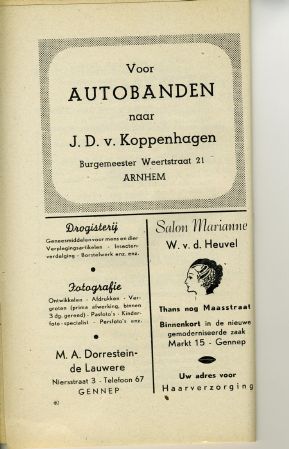 Voor
AUTOBANDEN
naar
J. D. v. Koppenhagen
Burgemeester Weertstraat 21
ARNHEM
Drogisterij
Geneesmiddelen voor mens en dier
Verplegingsartikelen - Insecten-
verdelging - Borstelwerk enz. enz.
Fotografie
Ontwikkelen - Afdrukken - Ver-
groten (prima afwerking, binnen
3 dg. gereed) - Pasfoto's - Kinder-
foto-specialist - Persfoto's enz.
M. A. Dorrestein-
de Lauwere
Niersstraat 3 - Telefoon 67
GENNEP
60
Salon Marianne
W. v. d. Heuvel
Thans nog Maasstraat
Binnenkort in de nieuwe
gemoderniseerde zaak
Markt 15 - Gennep
Uw adres voor
Haarverzorging